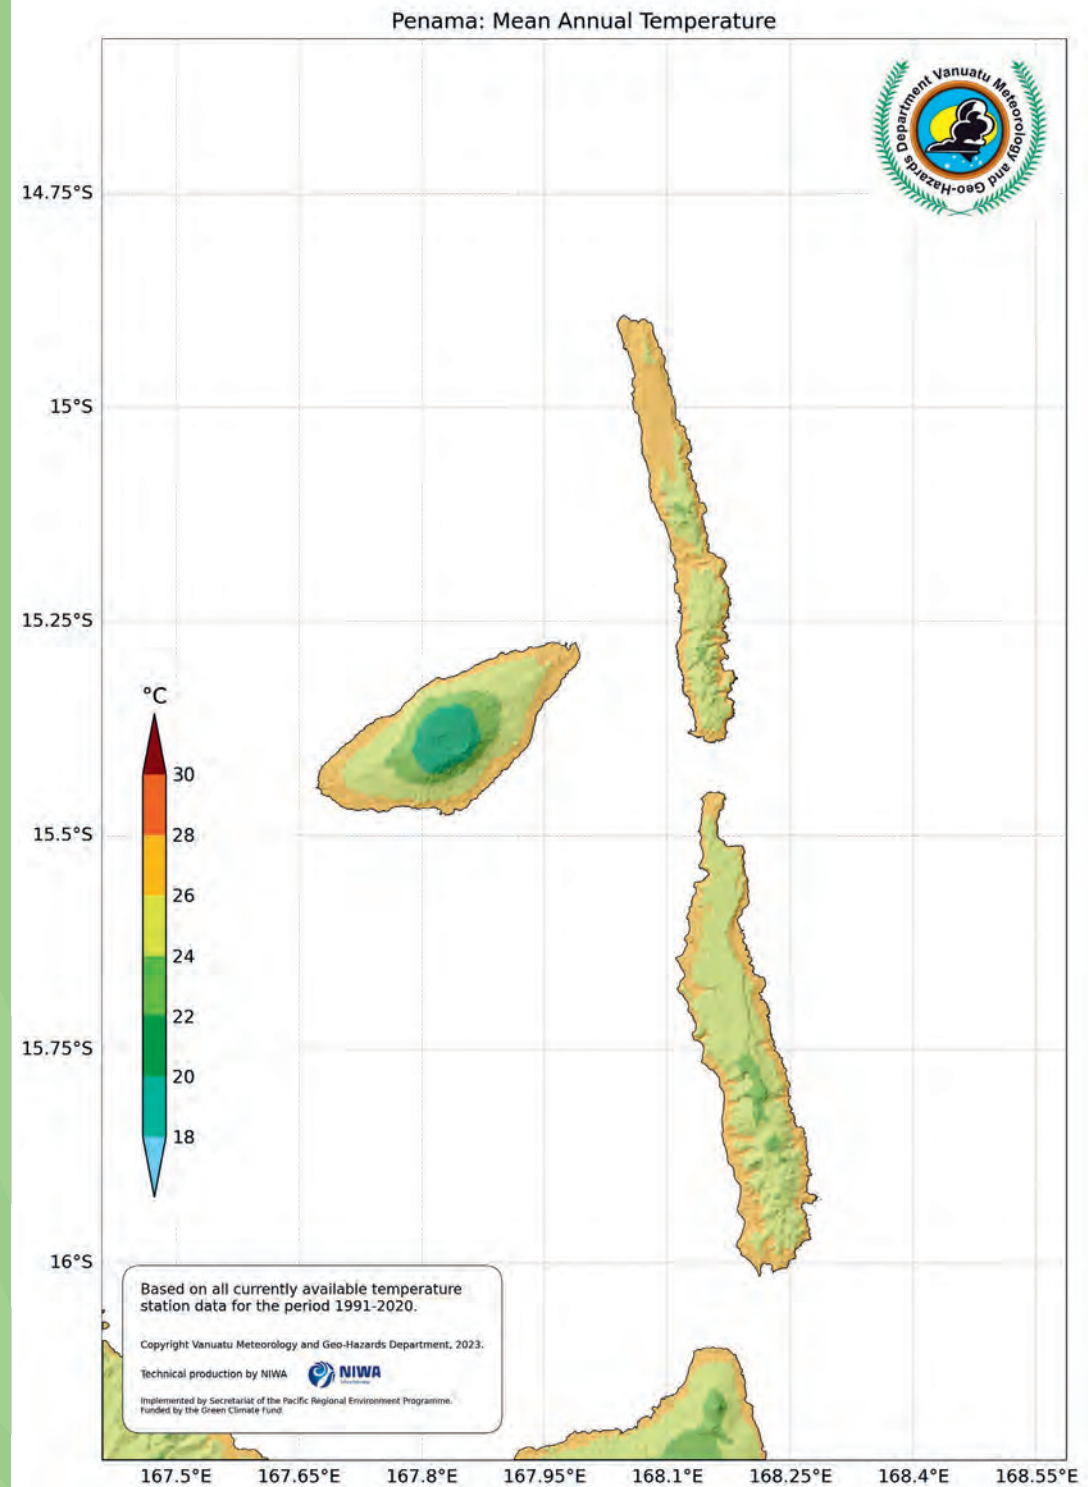 Penama: Mean Annual Temperature
Department Vanuatu Meteorology and Geo-Hazards
14.75°S
15°S
15.25°S
15.5°S
15.75°S
16°S
°C
30
28
26
24
22
20
18
Based on all currently available temperature
station data for the period 1991-2020.
Copyright Vanuatu Meteorology and Geo-Hazards Department, 2023.
Technical production by NIWA
NIWA
Implemented by Secretariat of the Pacific Regional Environment Programme.
Funded by the Green Climate Fund
167.5°E 167.65°E 167.8°E 167.95°E 168.1°E 168.25°E 168.4°E 168.55°E